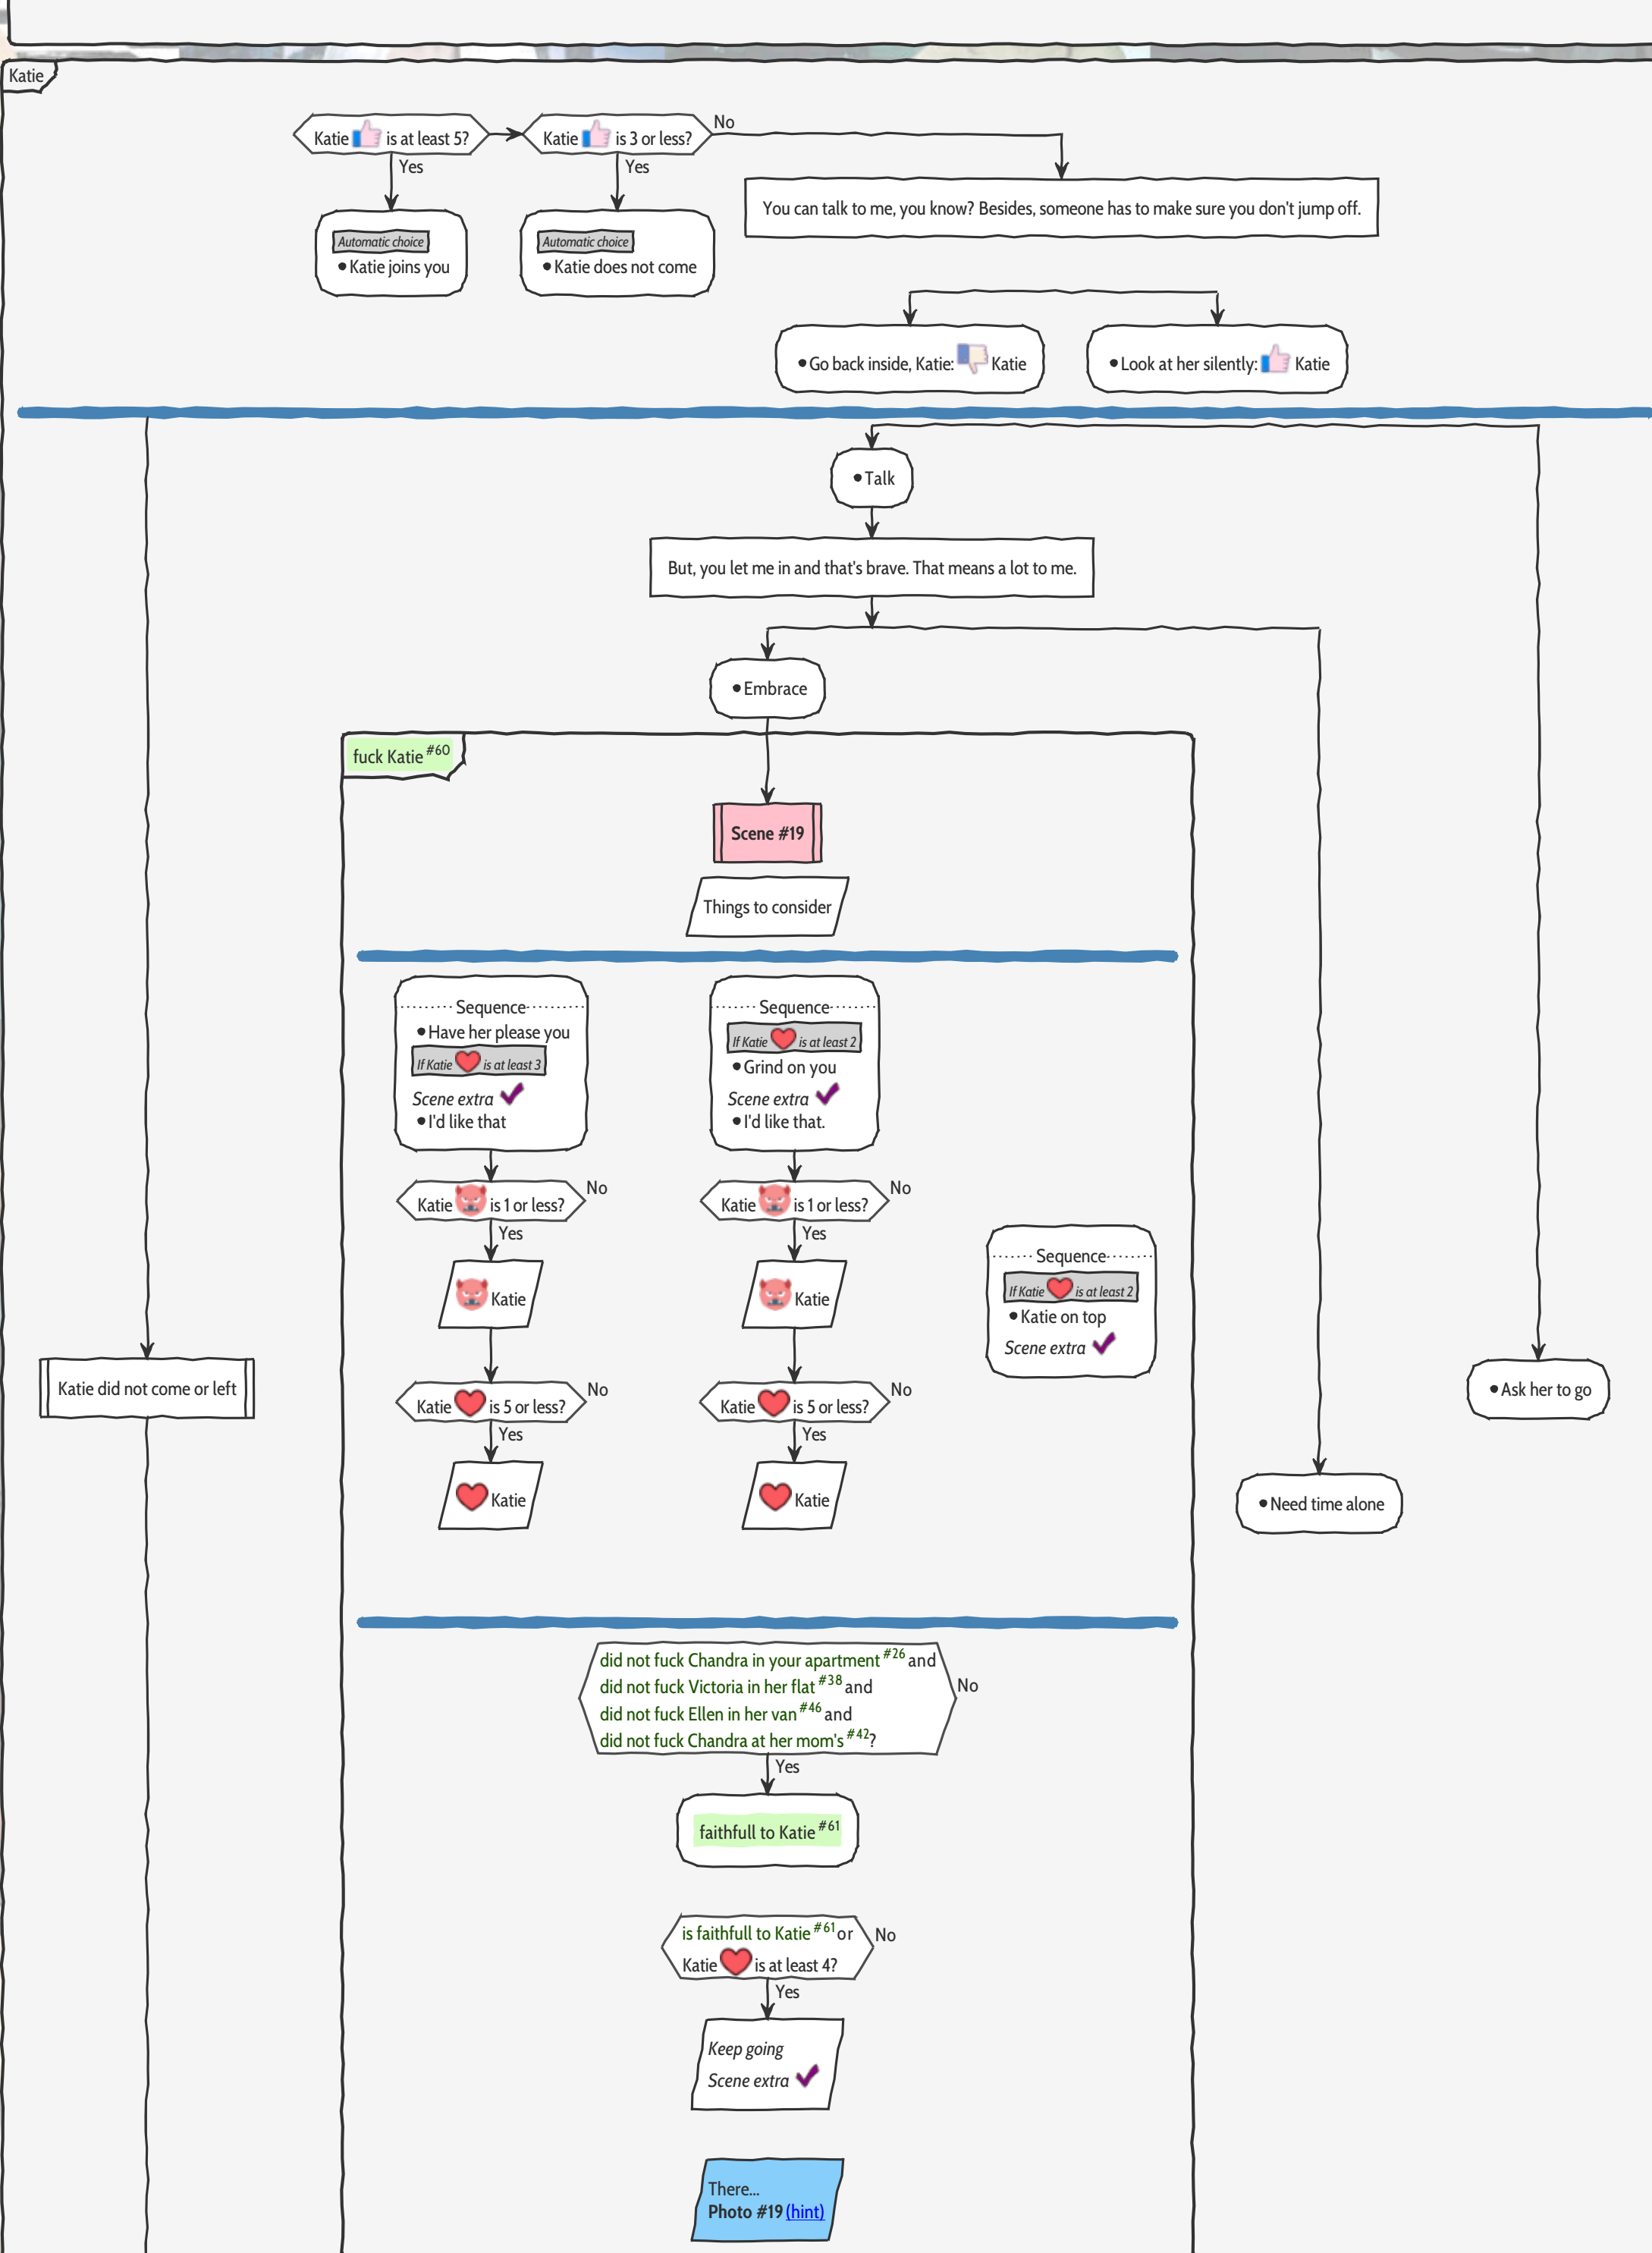 Katie
Katie is at least 5?
Katie is 3 or less?
No
Yes
Yes
You can talk to me, you know? Besides, someone has to make sure you don't jump off.
Automatic choice
•Katie joins you
Automatic choice
•Katie does not come
•Go back inside, Katie: Katie
•Look at her silently: Katie
•Talk
But, you let me in and that's brave. That means a lot to me.
•Embrace
fuck Katie #60
Scene #19
Things to consider
Sequence
•Have her please you
If Katie is at least 3
Scene extra
•I'd like that
Sequence
If Katie is at least 2
•Grind on you
Scene extra
•I'd like that.
Katie is 1 or less?
No
Yes
Katie
Katie is 5 or less?
No
Yes
Katie
Katie is 1 or less?
No
Yes
Katie
Katie is 5 or less?
No
Yes
Katie
Sequence
If Katie is at least 2
•Katie on top
Scene extra
Katie did not come or left
•Ask her to go
•Need time alone
did not fuck Chandra in your apartment #26 and
did not fuck Victoria in her flat #38 and
did not fuck Ellen in her van #46 and
did not fuck Chandra at her mom's #42?
No
Yes
faithfull to Katie #61
is faithfull to Katie #61 or
Katie is at least 4?
No
Yes
Keep going
Scene extra
There...
Photo #19 (hint)